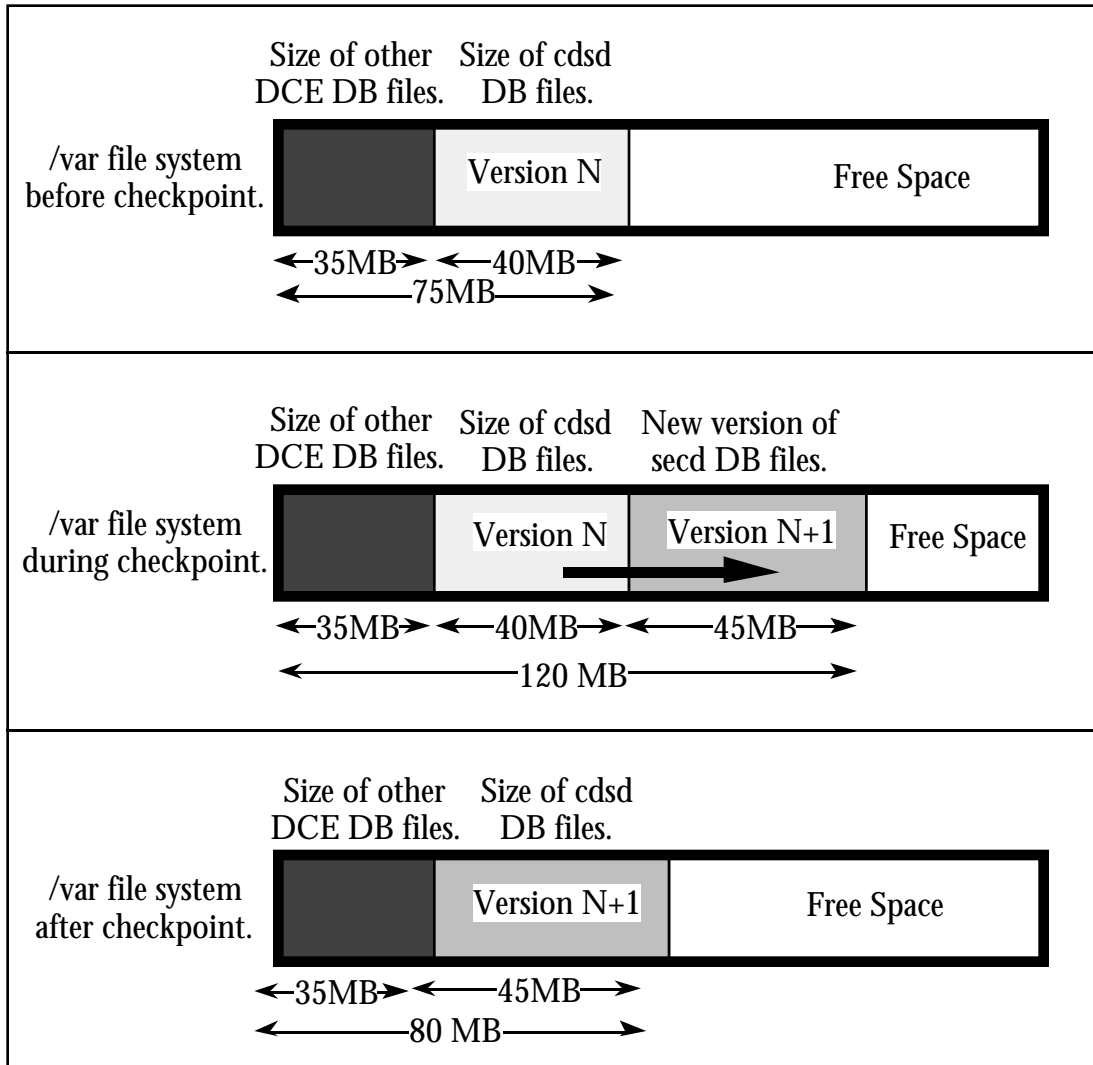 Size of other
DCE DB files.
Size of cdsd
DB files.
/var file system
before checkpoint.
Version N
Free Space
35MB
40MB
75MB
Size of other
DCE DB files.
Size of cdsd
DB files.
New version of
secd DB files.
/var file system
during checkpoint.
Version N
Version N+1
Free Space
35MB
40MB
45MB
120 MB
Size of other
DCE DB files.
Size of cdsd
DB files.
/var file system
after checkpoint.
Version N+1
Free Space
35MB
45MB
80 MB